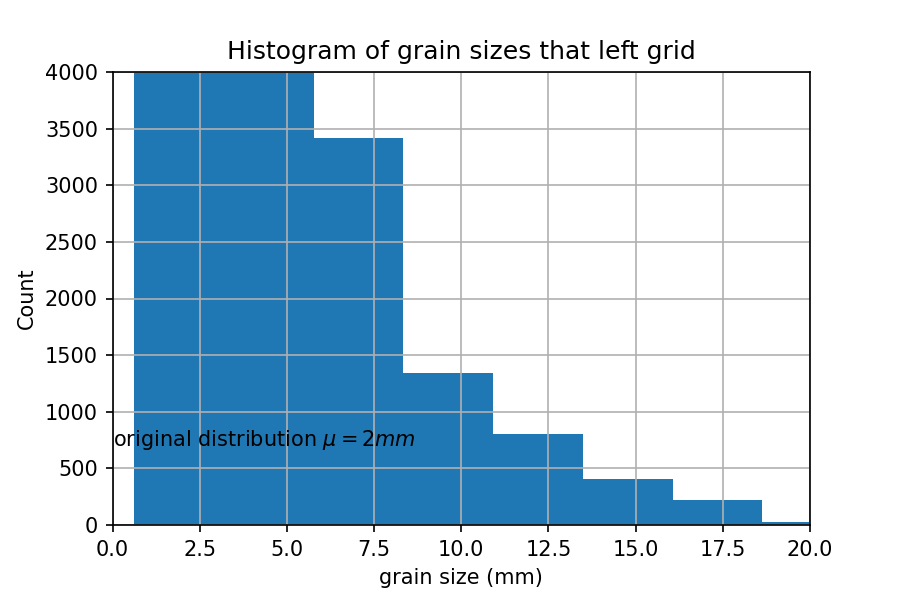 Histogram of grain sizes that left grid
4000
3500
3000
2500
2000
1500
1000
500
0
Count
original distribution μ = 2mm
0.0 2.5 5.0 7.5 10.0 12.5 15.0 17.5 20.0
grain size (mm)